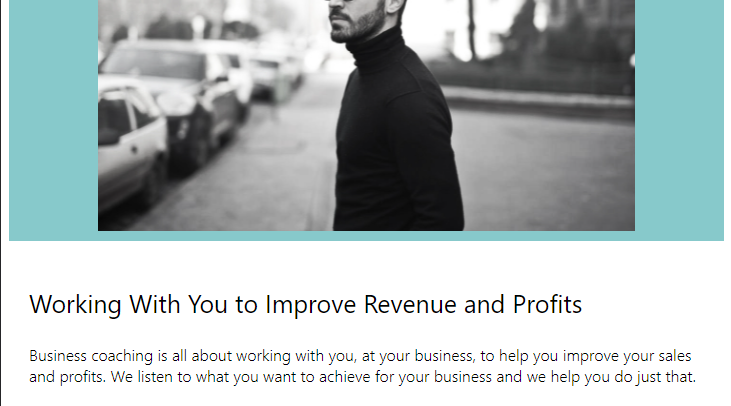 Working With You to Improve Revenue and Profits
Business coaching is all about working with you, at your business, to help you improve your sales
and profits. We listen to what you want to achieve for your business and we help you do just that.